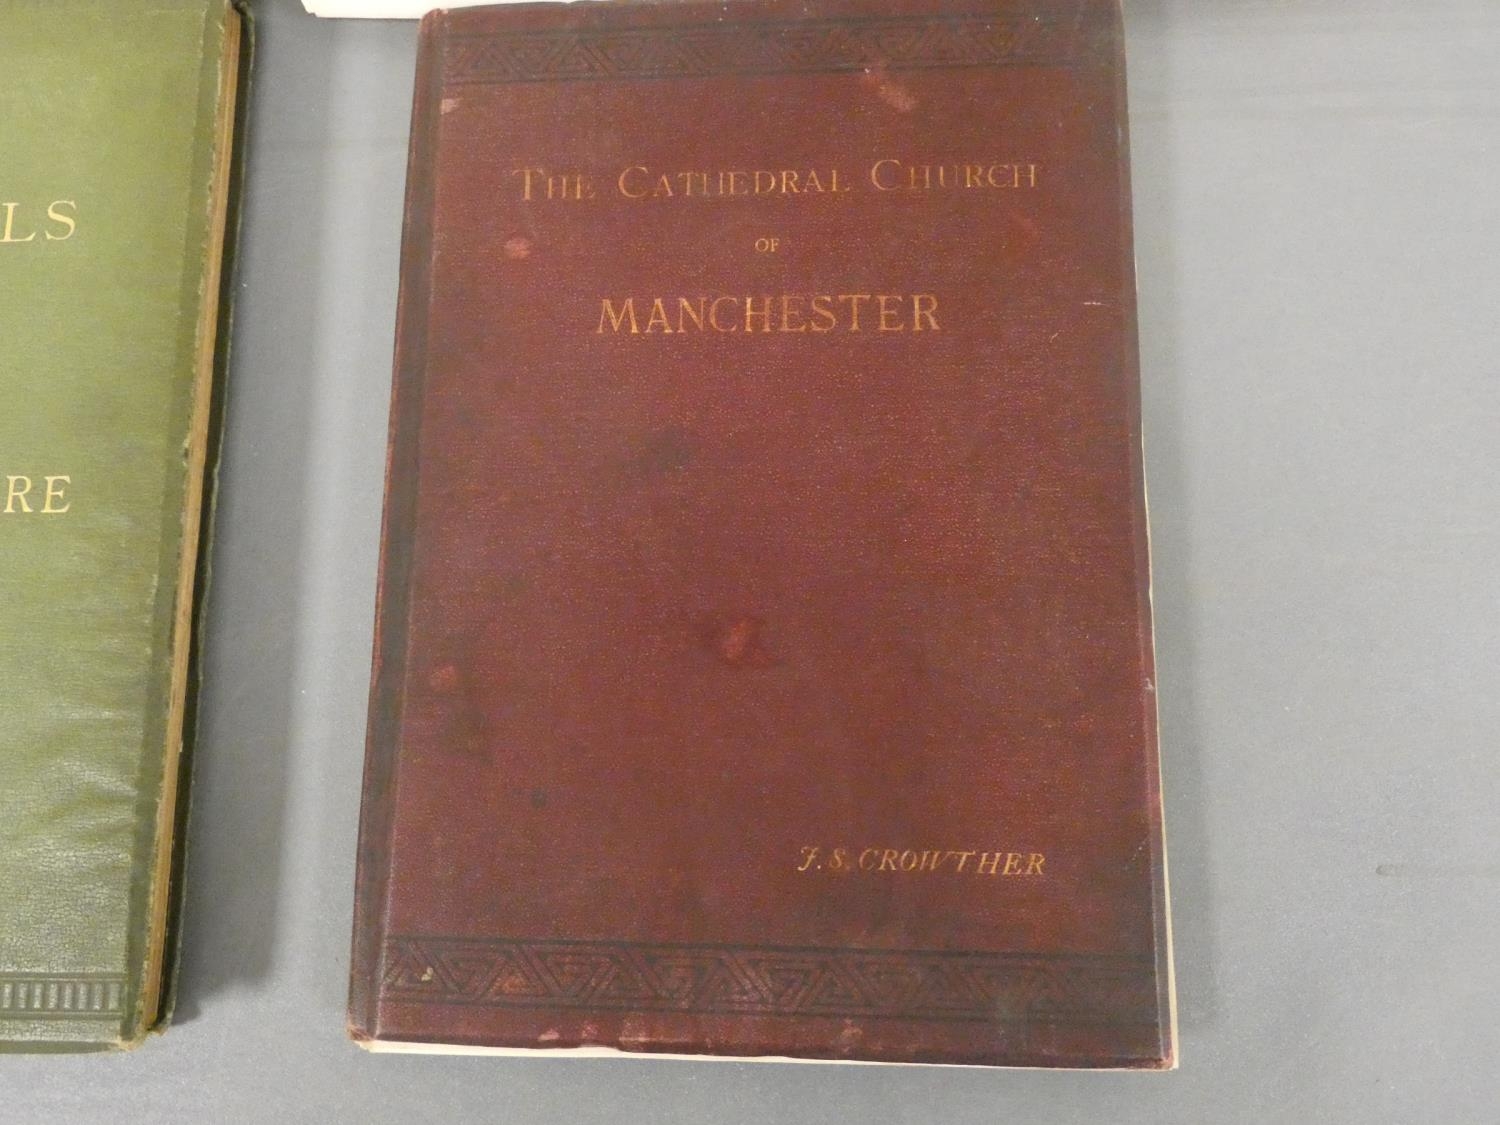 LS
RE
THE CATHEDRAL CHURCH
OF
MANCHESTER
J. S. CROWTHER